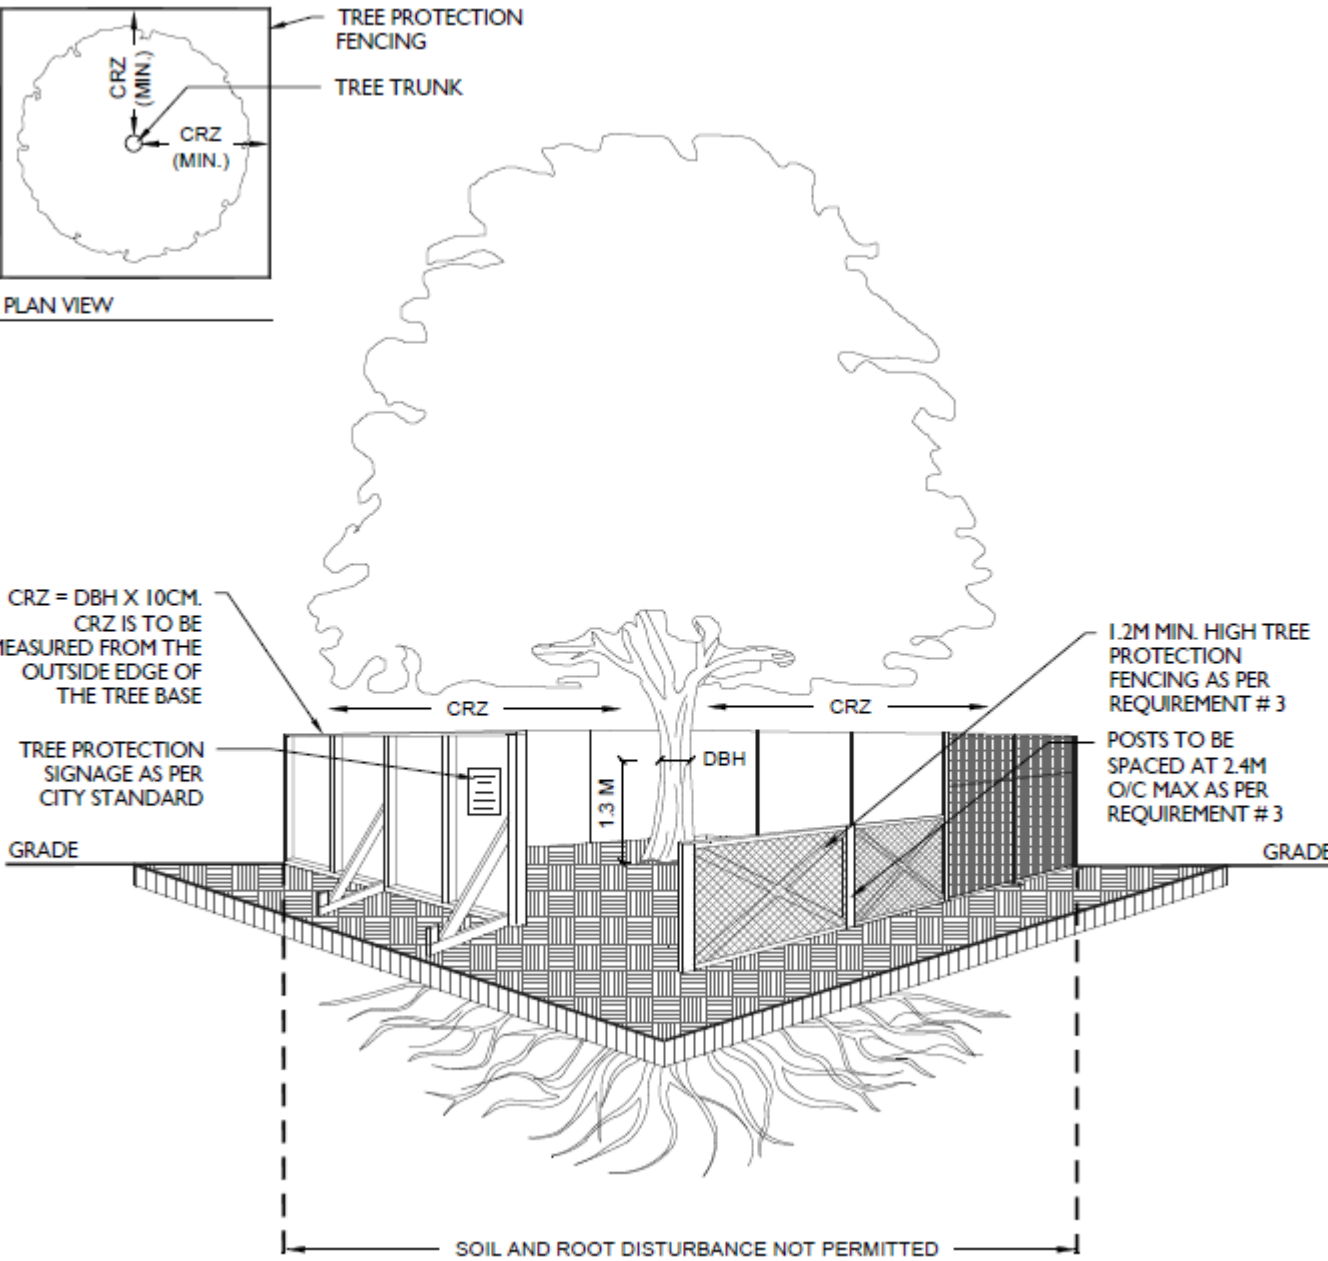 TREE PROTECTION
FENCING
TREE TRUNK
CRZ
(MIN.)
CRZ
(MIN.)
PLAN VIEW
CRZ = DBH X 10CM.
CRZ IS TO BE
MEASURED FROM THE
OUTSIDE EDGE OF
THE TREE BASE
TREE PROTECTION
SIGNAGE AS PER
CITY STANDARD
GRADE
CRZ
CRZ
DBH
1.3 M
1.2M MIN. HIGH TREE
PROTECTION
FENCING AS PER
REQUIREMENT # 3
POSTS TO BE
SPACED AT 2.4M
O/C MAX AS PER
REQUIREMENT # 3
GRADE
SOIL AND ROOT DISTURBANCE NOT PERMITTED